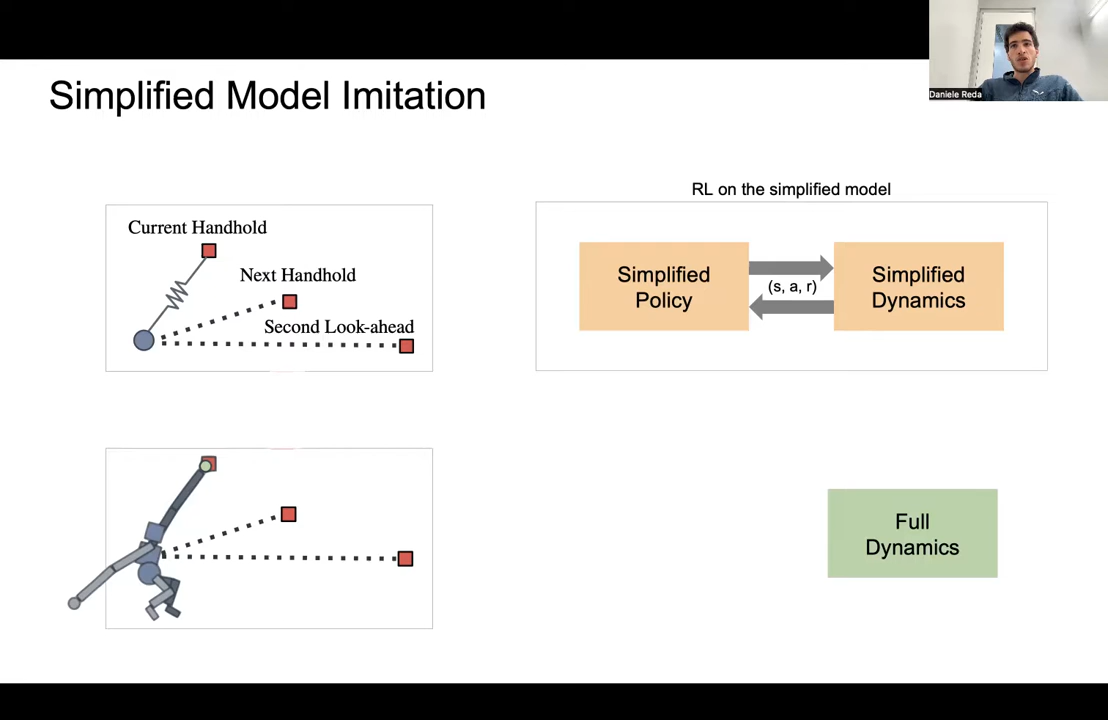 Daniele Reda
Simplified Model Imitation
Current Handhold
Next Handhold
Second Look-ahead
RL on the simplified model
Simplified
Policy
(s, a, r)
Simplified
Dynamics
Full
Dynamics